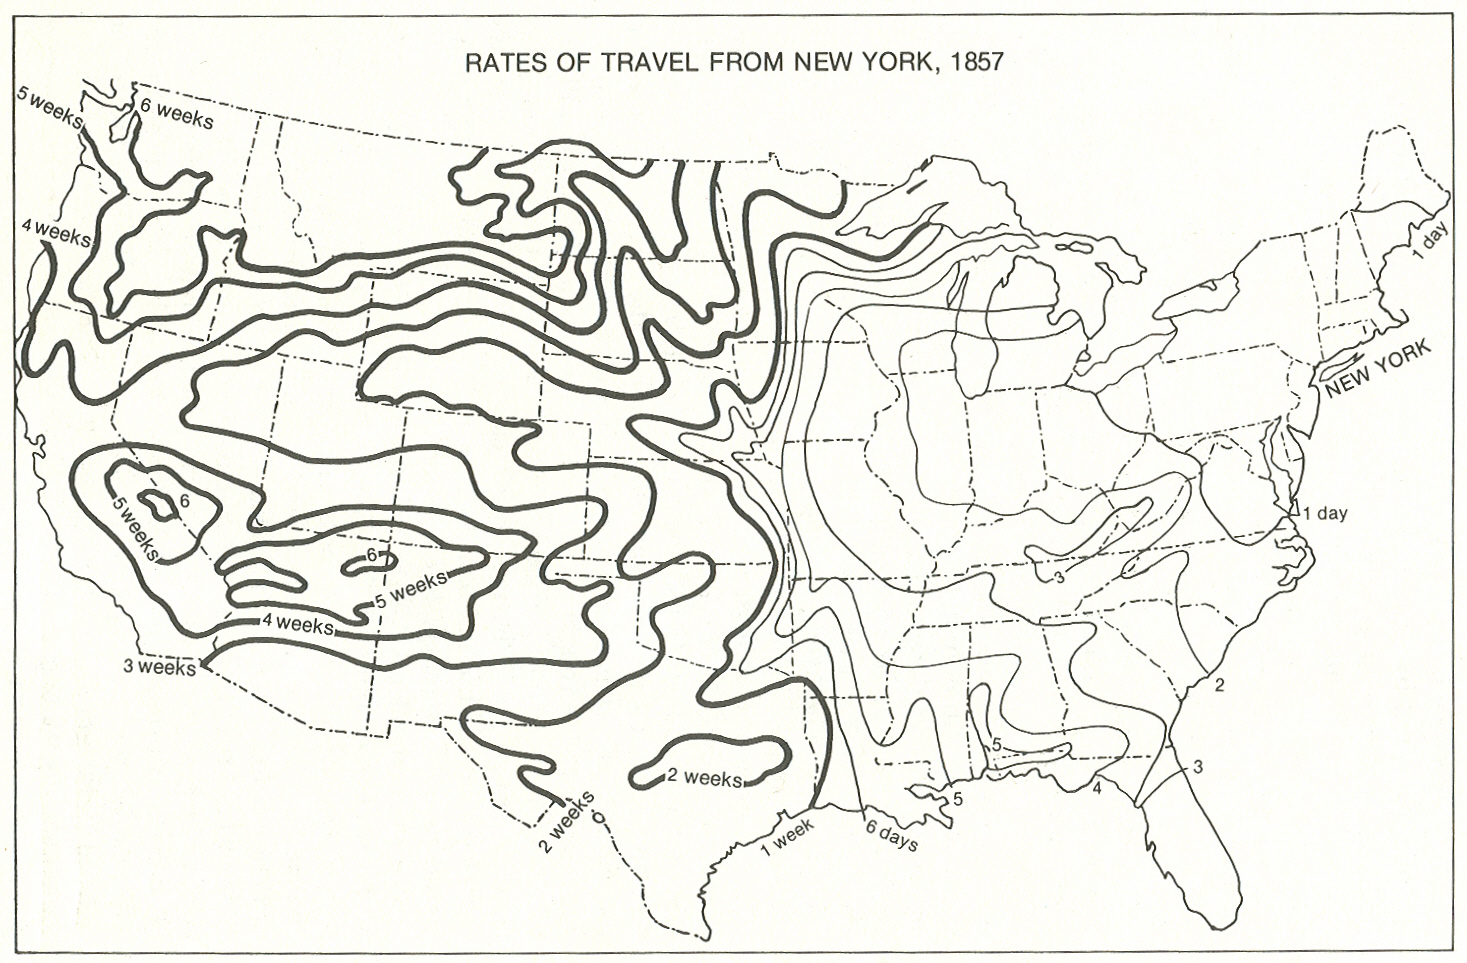 RATES OF TRAVEL FROM NEW YORK, 1857
5 weeks
6 weeks
4 weeks
1 day
NEW YORK
6
5 weeks
1 day
6
5 weeks
3
4 weeks
3 weeks
2
5
3
2 weeks
4
5
2 weeks
1 week
6 days